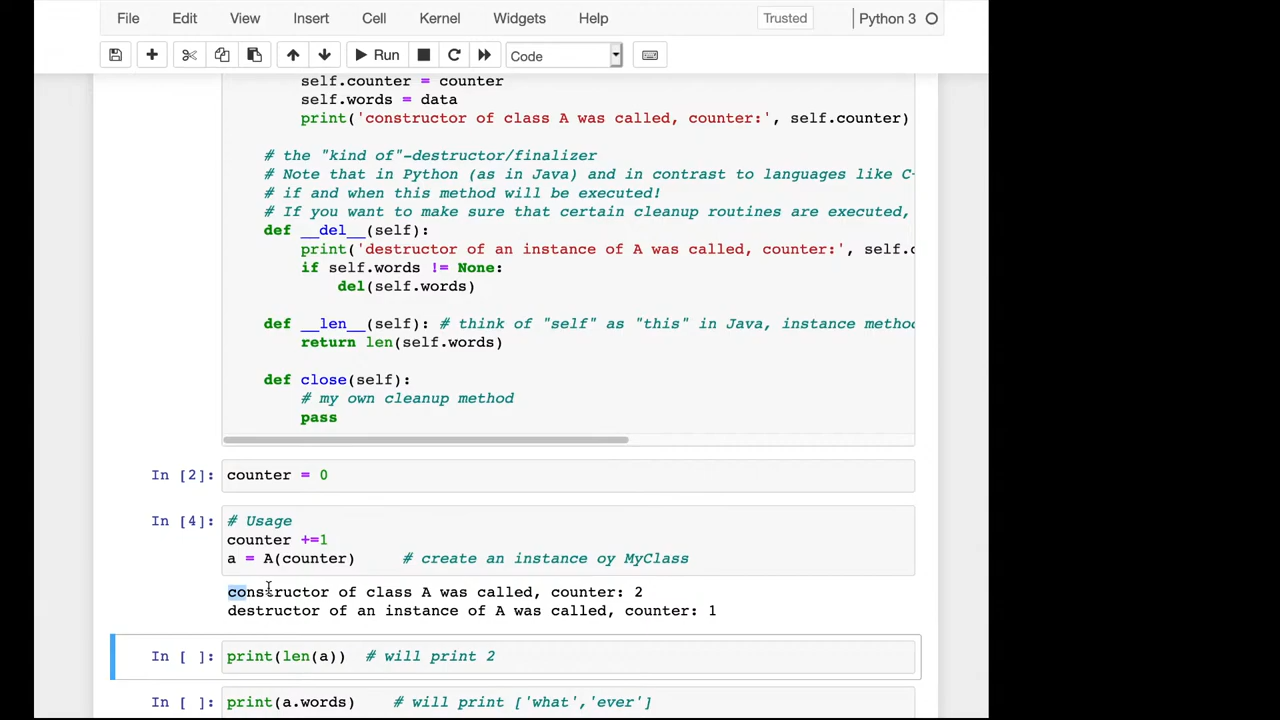 File Edit View Insert Cell Kernel Widgets Help Trusted Python 3
Run Code
self.counter = counter
self.words = data
print('constructor of class A was called, counter:', self.counter)
# the "kind of"-destructor/finalizer
# Note that in Python (as in Java) and in contrast to languages like C
# if and when this method will be executed!
# If you want to make sure that certain cleanup routines are executed,
def __del__(self):
print('destructor of an instance of A was called, counter:', self.c
if self.words != None:
del(self.words)
def __len__(self): # think of "self" as "this" in Java, instance
return len(self.words)
def close(self):
# my own cleanup method
pass
In [2]: counter = 0
In [4]: # Usage
counter +=1
a = A(counter) # create an instance oy MyClass
constructor of class A was called, counter: 2
destructor of an instance of A was called, counter: 1
In [ ]: print(len(a)) # will print 2
In [ ]: print(a.words) # will print ['what','ever']